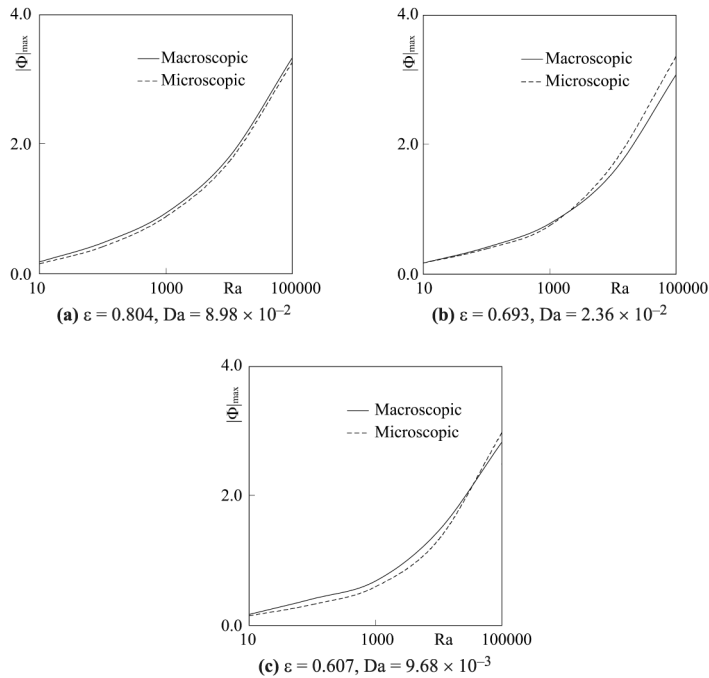 4.0
|Φ|max
Macroscopic
Microscopic
2.0
0.0
10 1000 Ra 100000
(a) ε = 0.804, Da = 8.98 × 10–2
4.0
|Φ|max
Macroscopic
Microscopic
2.0
0.0
10 1000 Ra 100000
(b) ε = 0.693, Da = 2.36 × 10–2
4.0
|Φ|max
Macroscopic
Microscopic
2.0
0.0
10 1000 Ra 100000
(c) ε = 0.607, Da = 9.68 × 10–3